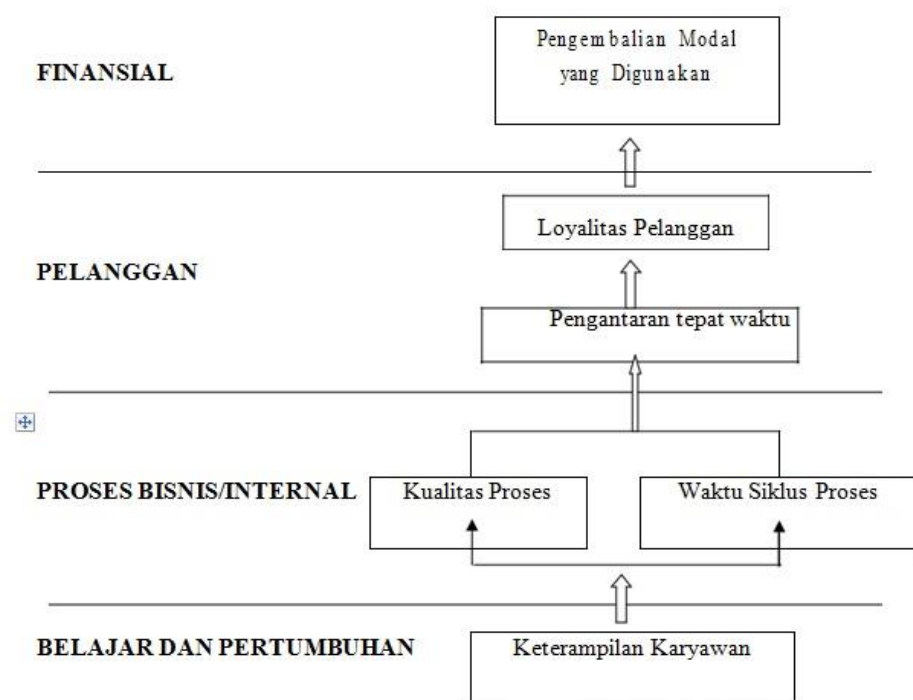 FINANSIAL
Pengembalian Modal
yang Digunakan
PELANGGAN
Loyalitas Pelanggan
Pengantaran tepat waktu
PROSES BISNIS/INTERNAL
Kualitas Proses
Waktu Siklus Proses
BELAJAR DAN PERTUMBUHAN
Keterampilan Karyawan